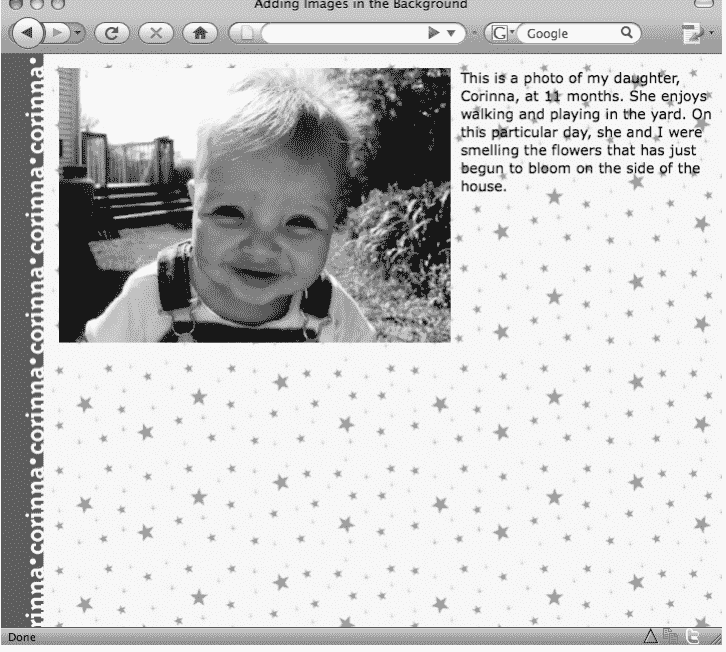 Adding Images in the Background
G
Google
corinna•corinna•corinna•corinna•corinna•corinna•
This is a photo of my daughter,
Corinna, at 11 months. She enjoys
walking and playing in the yard. On
this particular day, she and I were
smelling the flowers that has just
begun to bloom on the side of the
house.
Done